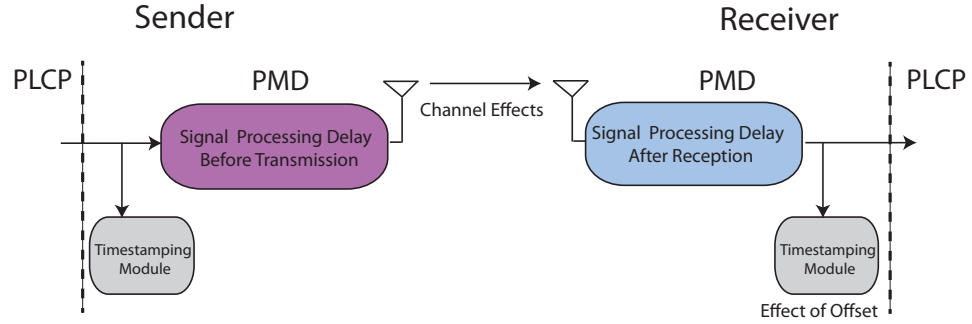 Sender
Receiver
PLCP
PMD
PMD
PLCP
Channel Effects
Signal Processing Delay
Before Transmission
Signal Processing Delay
After Reception
Timestamping
Module
Timestamping
Module
Effect of Offset